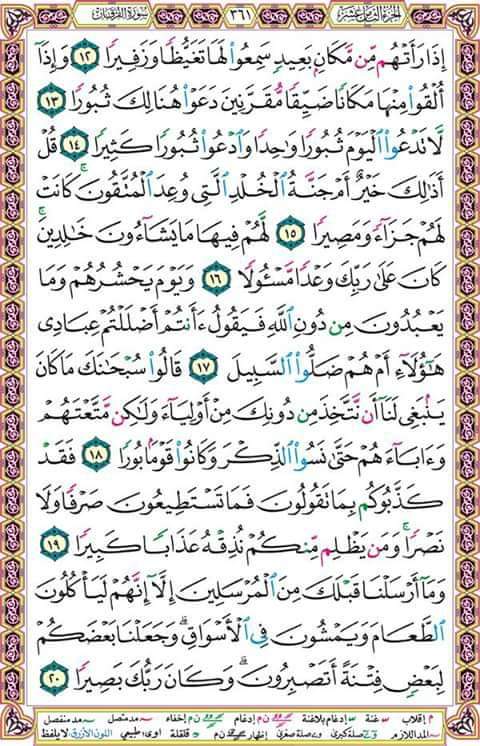 الجزء الثامن عشر ٣٦١ سورة الفرقان
إِذَا رَأَتْهُم مِّن مَّكَانٍۭ بَعِيدٍ سَمِعُوا۟ لَهَا تَغَيُّظًا وَزَفِيرًا ١٢ وَإِذَآ
أُلْقُوا۟ مِنْهَا مَكَانًا ضَيِّقًا مُّقَرَّنِينَ دَعَوْا۟ هُنَالِكَ ثُبُورًا ١٣
لَّا تَدْعُوا۟ ٱلْيَوْمَ ثُبُورًا وَٰحِدًا وَٱدْعُوا۟ ثُبُورًا كَثِيرًا ١٤ قُلْ
أَذَٰلِكَ خَيْرٌ أَمْ جَنَّةُ ٱلْخُلْدِ ٱلَّتِى وُعِدَ ٱلْمُتَّقُونَ ۚ كَانَتْ
لَهُمْ جَزَآءً وَمَصِيرًا ١٥ لَّهُمْ فِيهَا مَا يَشَآءُونَ خَٰلِدِينَ ۚ
كَانَ عَلَىٰ رَبِّكَ وَعْدًا مَّسْـُٔولًا ١٦ وَيَوْمَ يَحْشُرُهُمْ وَمَا
يَعْبُدُونَ مِن دُونِ ٱللَّهِ فَيَقُولُ ءَأَنتُمْ أَضْلَلْتُمْ عِبَادِى
هَٰٓؤُلَآءِ أَمْ هُمْ ضَلُّوا۟ ٱلسَّبِيلَ ١٧ قَالُوا۟ سُبْحَٰنَكَ مَا كَانَ
يَنۢبَغِى لَنَآ أَن نَّتَّخِذَ مِن دُونِكَ مِنْ أَوْلِيَآءَ وَلَٰكِن مَّتَّعْتَهُمْ
وَءَابَآءَهُمْ حَتَّىٰ نَسُوا۟ ٱلذِّكْرَ وَكَانُوا۟ قَوْمًۢا بُورًا ١٨ فَقَدْ
كَذَّبُوكُم بِمَا تَقُولُونَ فَمَا تَسْتَطِيعُونَ صَرْفًا وَلَا
نَصْرًا ۚ وَمَن يَظْلِم مِّنكُمْ نُذِقْهُ عَذَابًا كَبِيرًا ١٩
وَمَآ أَرْسَلْنَا قَبْلَكَ مِنَ ٱلْمُرْسَلِينَ إِلَّآ إِنَّهُمْ لَيَأْكُلُونَ
ٱلطَّعَامَ وَيَمْشُونَ فِى ٱلْأَسْوَاقِ ۗ وَجَعَلْنَا بَعْضَكُمْ
لِبَعْضٍ فِتْنَةً أَتَصْبِرُونَ ۗ وَكَانَ رَبُّكَ بَصِيرًا ٢٠
م إقلاب غنة إدغام بلاغنة ن م إدغام ن م إخفاء مد متصل مد منفصل
المد اللازم صلة كبرى صلة صغرى إظهار ن م قلقلة اوى: طبيعي اللون الأزرق لا يلفظ